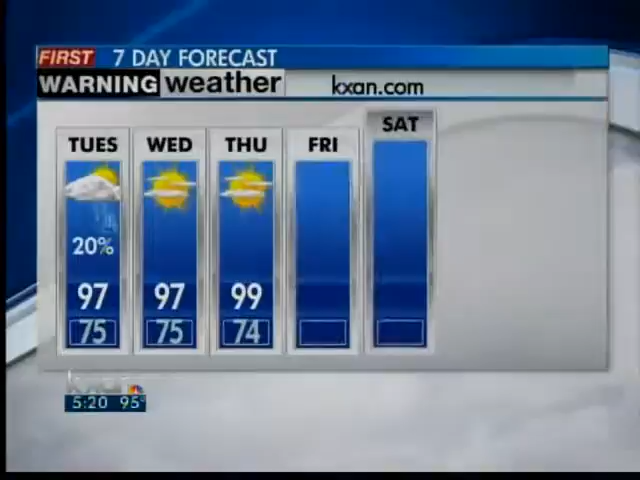 FIRST 7 DAY FORECAST
WARNING weather kxan.com
TUES WED THU FRI SAT
20%
97 97 99
75 75 74
kxan
5:20 95°